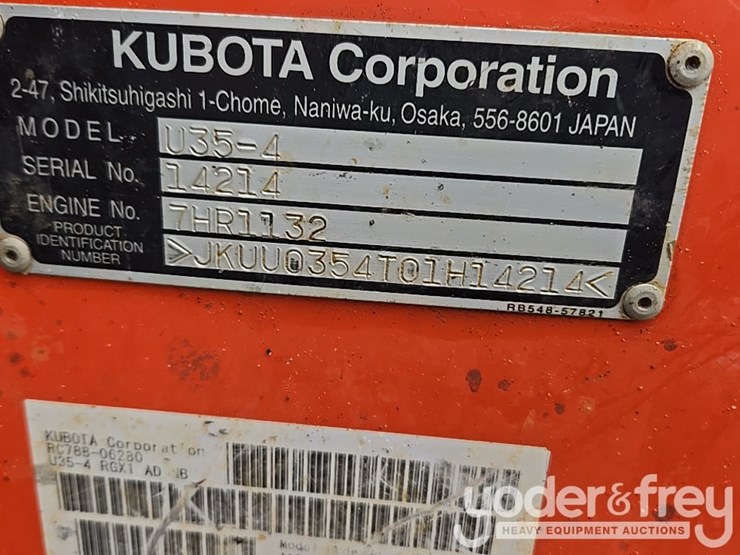 KUBOTA Corporation
2-47, Shikitsuhigashi 1-Chome, Naniwa-ku, Osaka, 556-8601 JAPAN
MODEL U35-4
SERIAL No. 14214
ENGINE No. 7HR1132
PRODUCT
IDENTIFICATION
NUMBER
>JKUU0354T01H14214<
RB548-57821
KUBOTA Corporation
RC788-06280
U35-4 RGX1 AD
Model
yoder&frey
HEAVY EQUIPMENT AUCTIONS